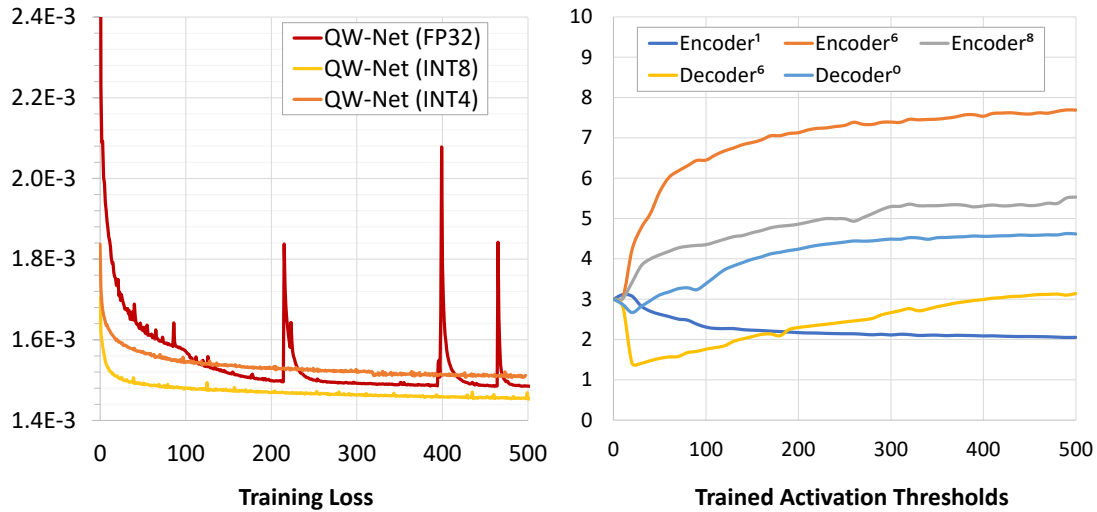 2.4E-3
2.2E-3
2.0E-3
1.8E-3
1.6E-3
1.4E-3
0 100 200 300 400 500
QW-Net (FP32)
QW-Net (INT8)
QW-Net (INT4)
Training Loss
10
9
8
7
6
5
4
3
2
1
0
0 100 200 300 400 500
Encoder¹ Encoder⁶ Encoder⁸
Decoder⁶ Decoder⁰
Trained Activation Thresholds